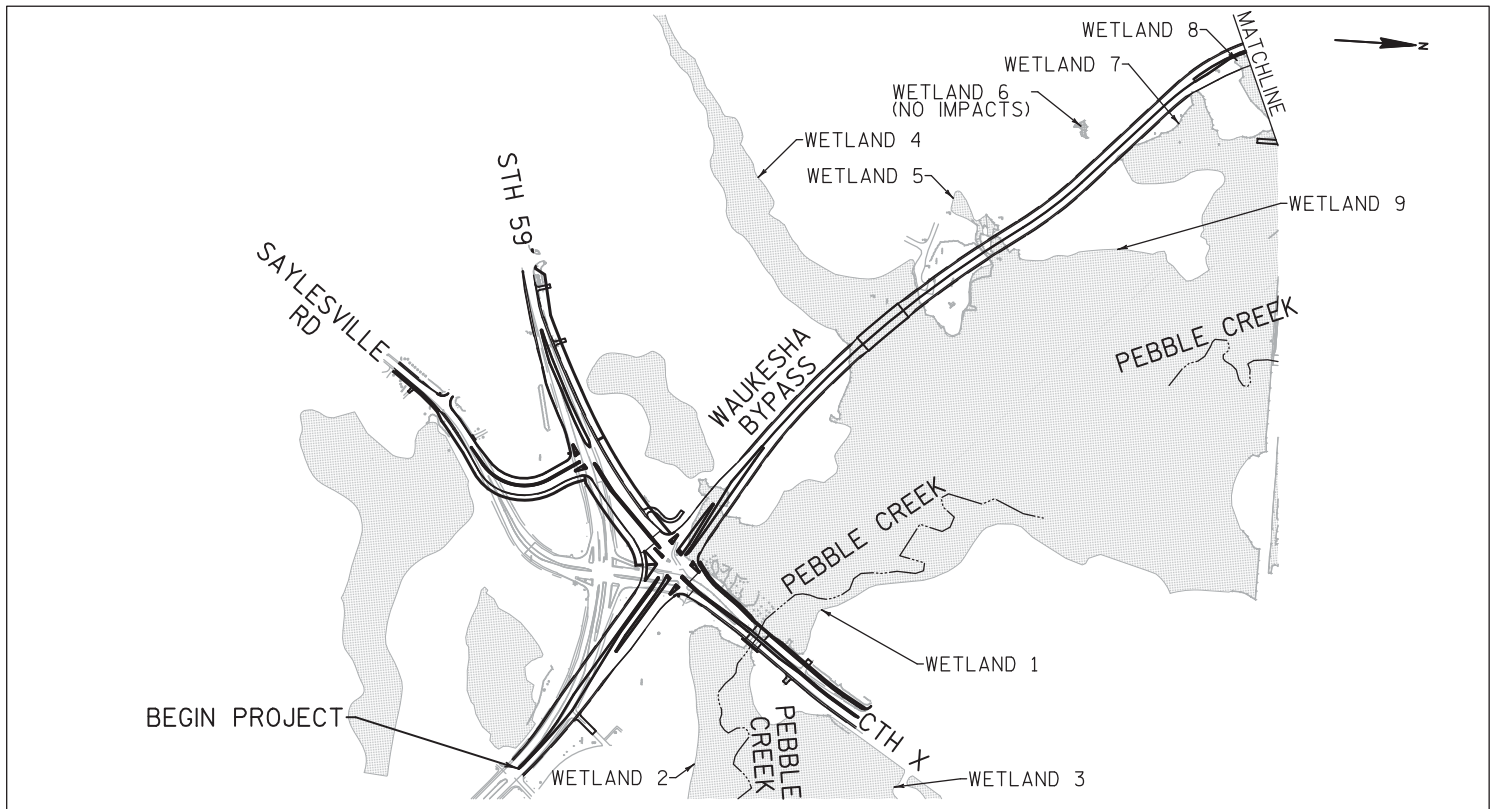 WETLAND 8
MATCHLINE
N
WETLAND 7
WETLAND 6
(NO IMPACTS)
WETLAND 4
WETLAND 5
STH 59
WETLAND 9
SAYLESVILLE
RD
PEBBLE CREEK
WAUKESHA
BYPASS
PEBBLE CREEK
WETLAND 1
BEGIN PROJECT
PEBBLE
CREEK
CTH X
WETLAND 2
WETLAND 3